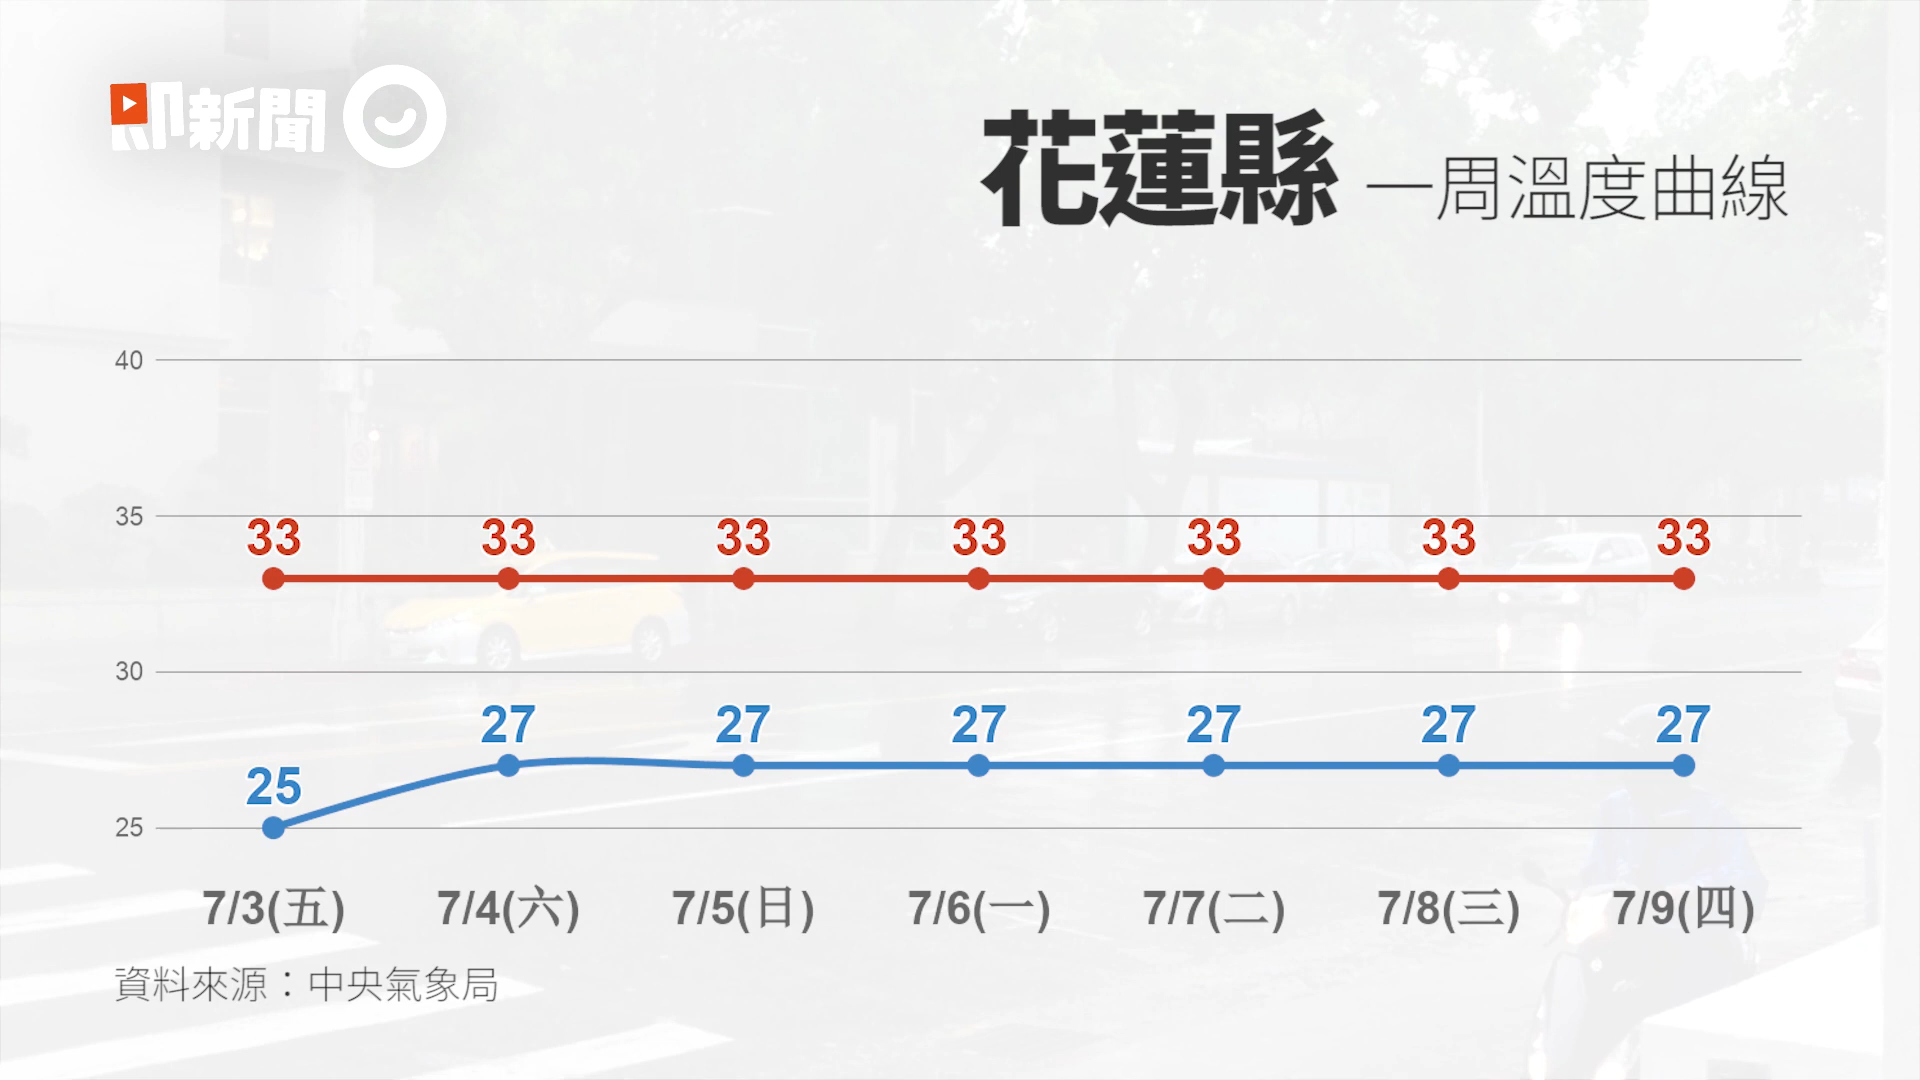 即新聞
花蓮縣 一周溫度曲線
40
35
33 33 33 33 33 33 33
30
27 27 27 27 27 27
25
25
7/3(五) 7/4(六) 7/5(日) 7/6(一) 7/7(二) 7/8(三) 7/9(四)
資料來源：中央氣象局